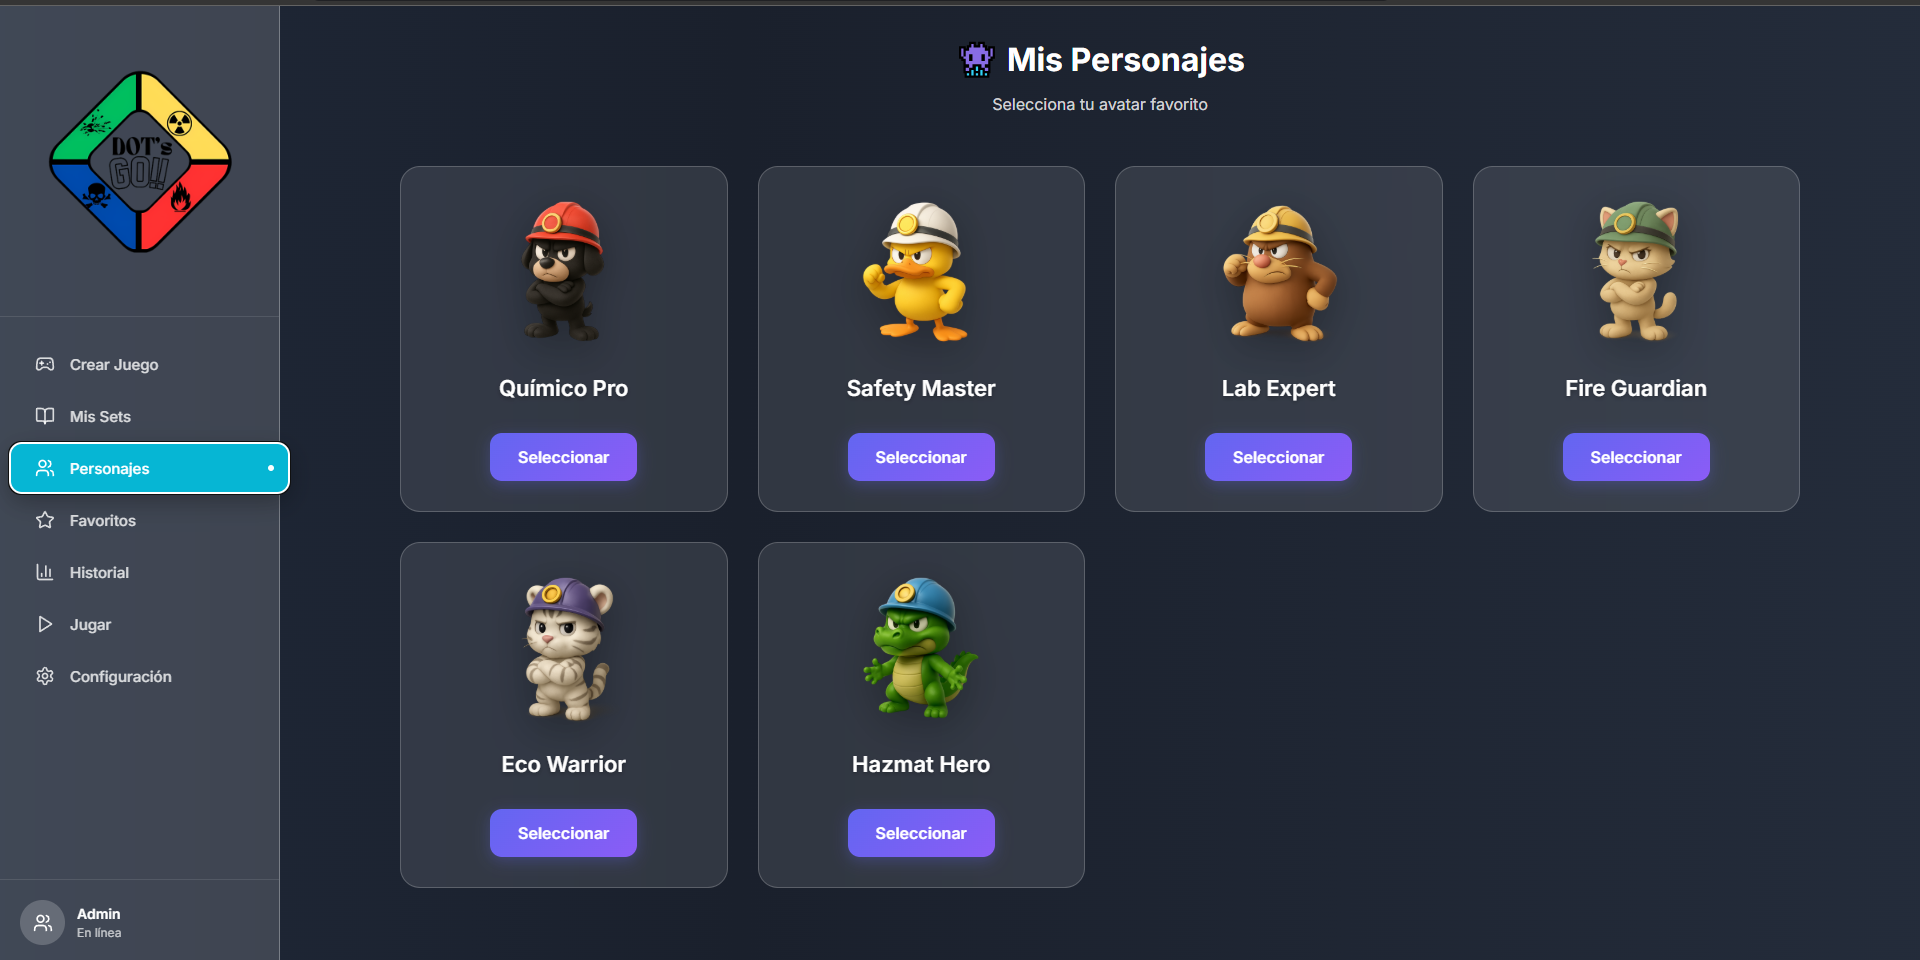 DOT's
GO!!
Crear Juego
Mis Sets
Personajes
Favoritos
Historial
Jugar
Configuración
Admin
En línea
Mis Personajes
Selecciona tu avatar favorito
Químico Pro
Seleccionar
Safety Master
Seleccionar
Lab Expert
Seleccionar
Fire Guardian
Seleccionar
Eco Warrior
Seleccionar
Hazmat Hero
Seleccionar